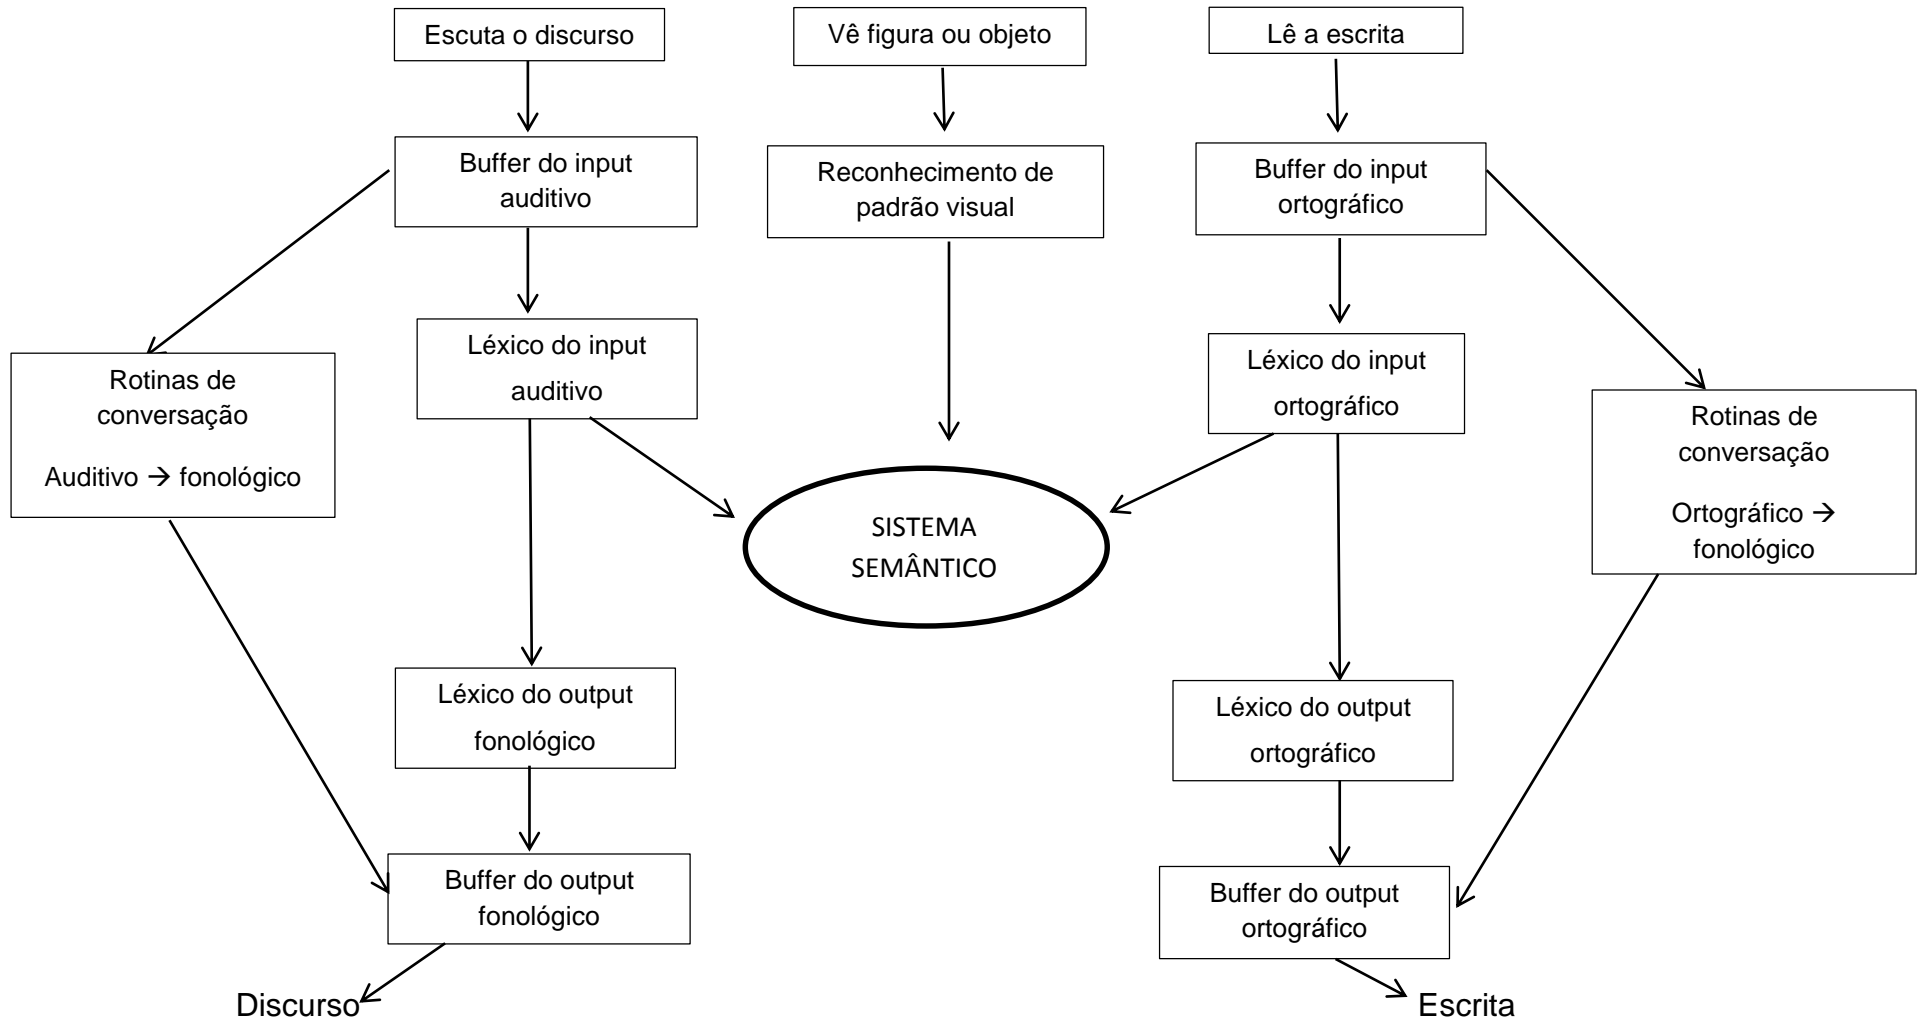 Escuta o discurso
Vê figura ou objeto
Lê a escrita
Buffer do input
auditivo
Reconhecimento de
padrão visual
Buffer do input
ortográfico
Léxico do input
auditivo
Léxico do input
ortográfico
Rotinas de
conversação
Auditivo → fonológico
Rotinas de
conversação
Ortográfico →
fonológico
SISTEMA
SEMÂNTICO
Léxico do output
fonológico
Léxico do output
ortográfico
Buffer do output
fonológico
Buffer do output
ortográfico
Discurso
Escrita